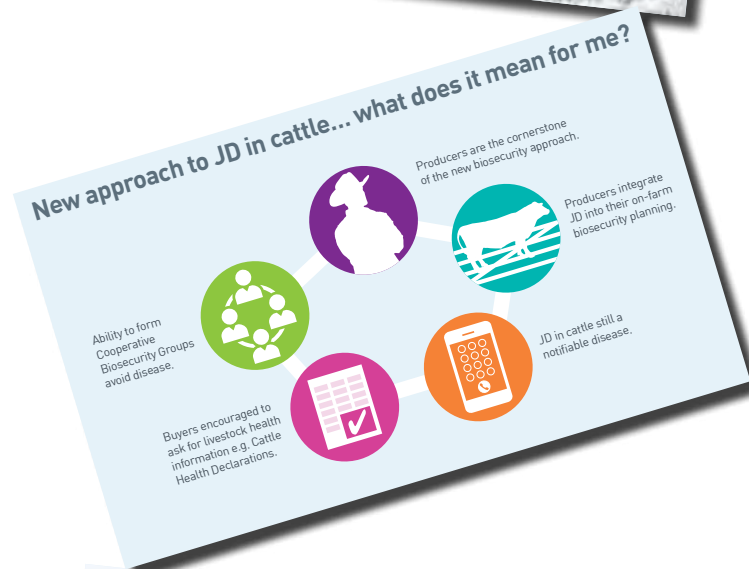 New approach to JD in cattle... what does it mean for me?
Producers are the cornerstone
of the new biosecurity approach.
Producers integrate
JD into their on-farm
biosecurity planning.
JD in cattle still a
notifiable disease.
Buyers encouraged to
ask for livestock health
information e.g. Cattle
Health Declarations.
Ability to form
Cooperative
Biosecurity Groups
avoid disease.